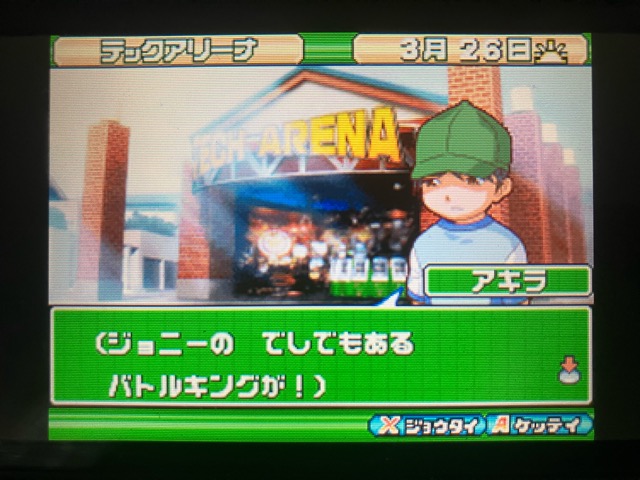 テックアリーナ
3月26日
TECH-ARENA
アキラ
(ジョニーの でしでもある
バトルキングが!)
X ジョウタイ A ケッテイ